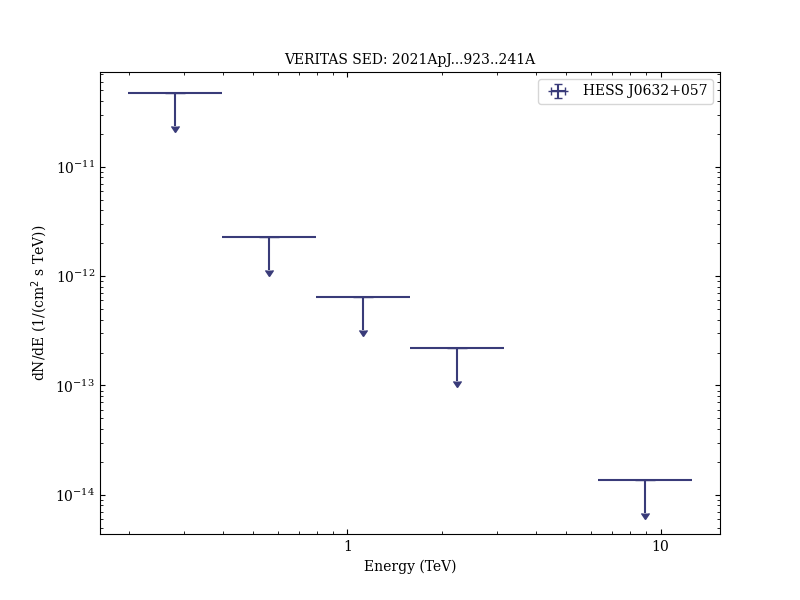 VERITAS SED: 2021ApJ...923..241A
HESS J0632+057
10⁻¹¹
10⁻¹²
10⁻¹³
10⁻¹⁴
dN/dE (1/(cm² s TeV))
1
10
Energy (TeV)